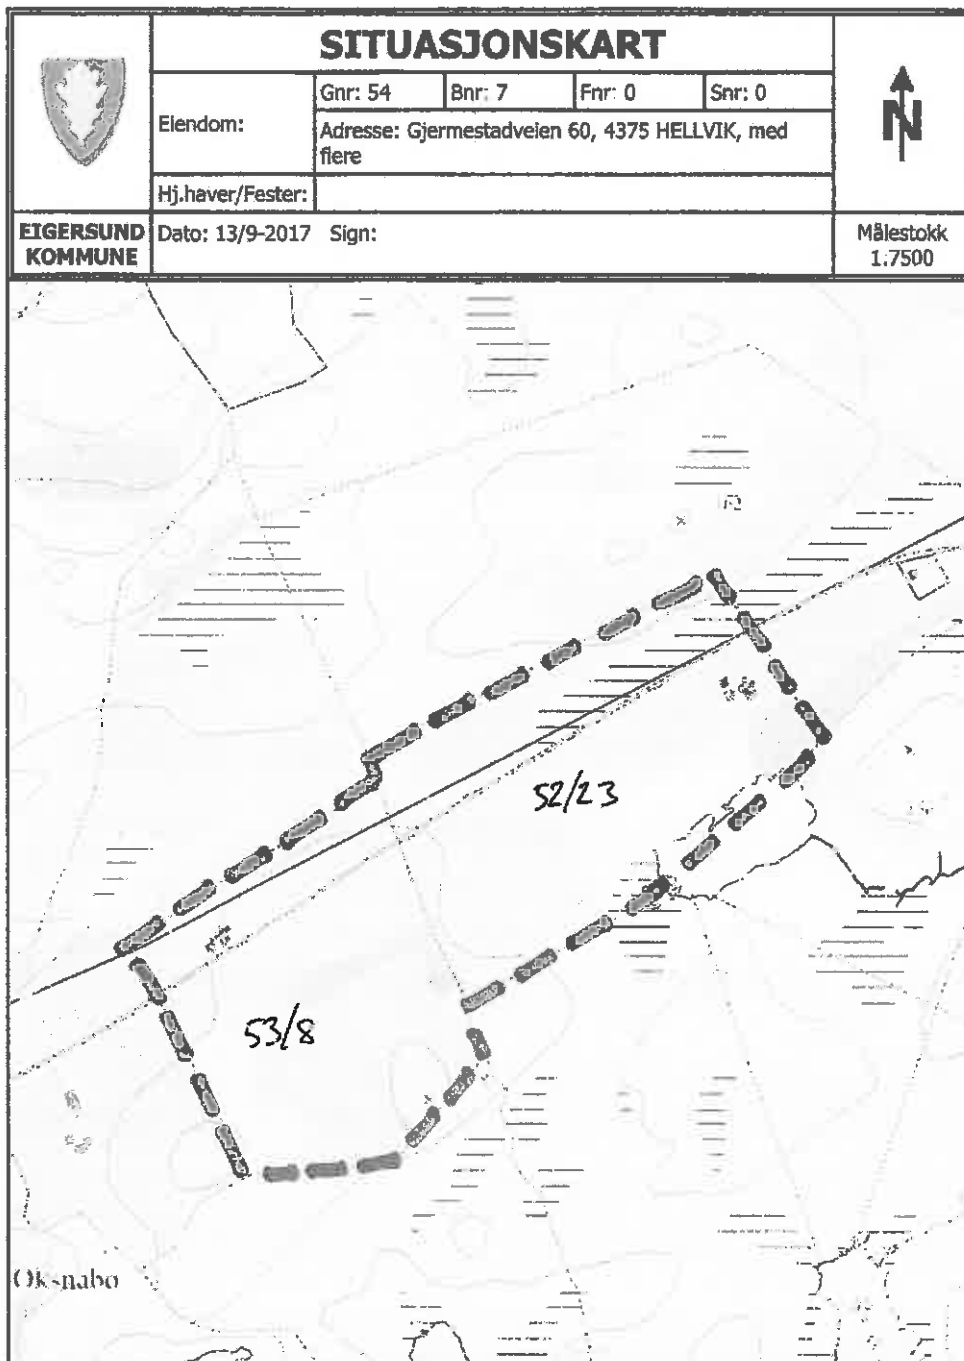 SITUASJONSKART
Eiendom:
Gnr: 54
Bnr: 7
Fnr: 0
Snr: 0
Adresse: Gjermestadveien 60, 4375 HELLVIK, med
flere
Hj.haver/Fester:
N
EIGERSUND
KOMMUNE
Dato: 13/9-2017 Sign:
Målestokk
1:7500
52/23
53/8